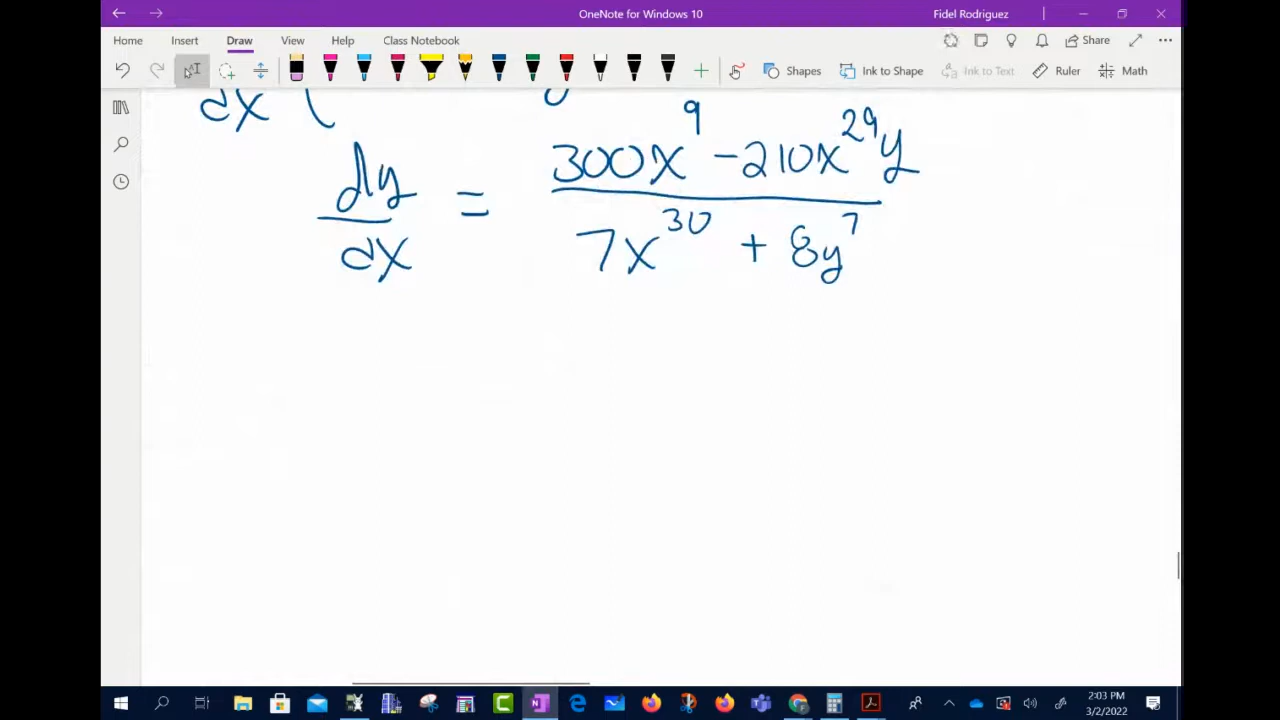 OneNote for Windows 10
Fidel Rodriguez
Home Insert Draw View Help Class Notebook
Share
Shapes Ink to Shape Ink to Text Ruler Math
dx (
dy/dx = (300x^9 - 210x^29 y)/(7x^30 + 8y^7)
2:03 PM
3/2/2022